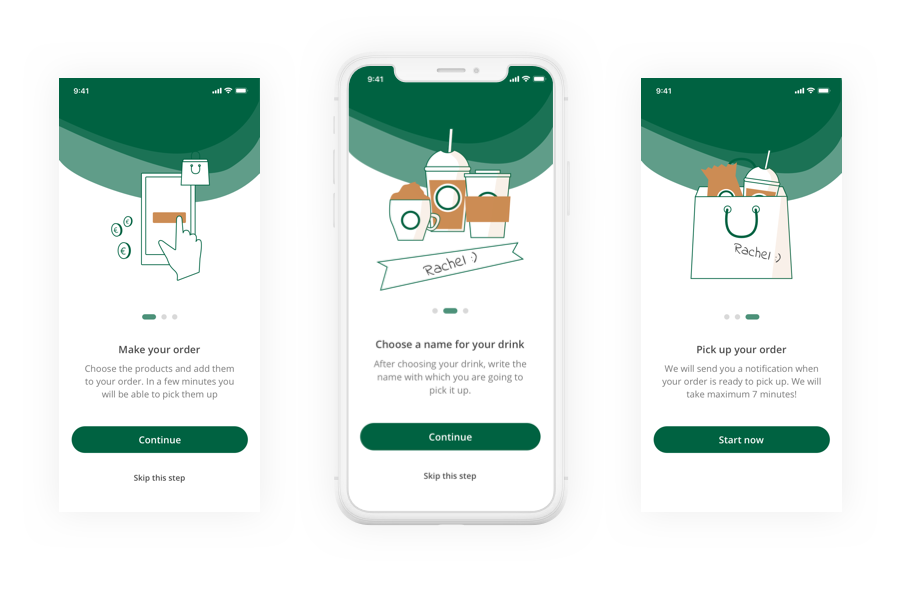 9:41
Make your order
Choose the products and add them
to your order. In a few minutes you
will be able to pick them up
Continue
Skip this step
9:41
Rachel :)
Choose a name for your drink
After choosing your drink, write the
name with which you are going to
pick it up.
Continue
Skip this step
9:41
Rachel :)
Pick up your order
We will send you a notification when
your order is ready to pick up. We will
take maximum 7 minutes!
Start now